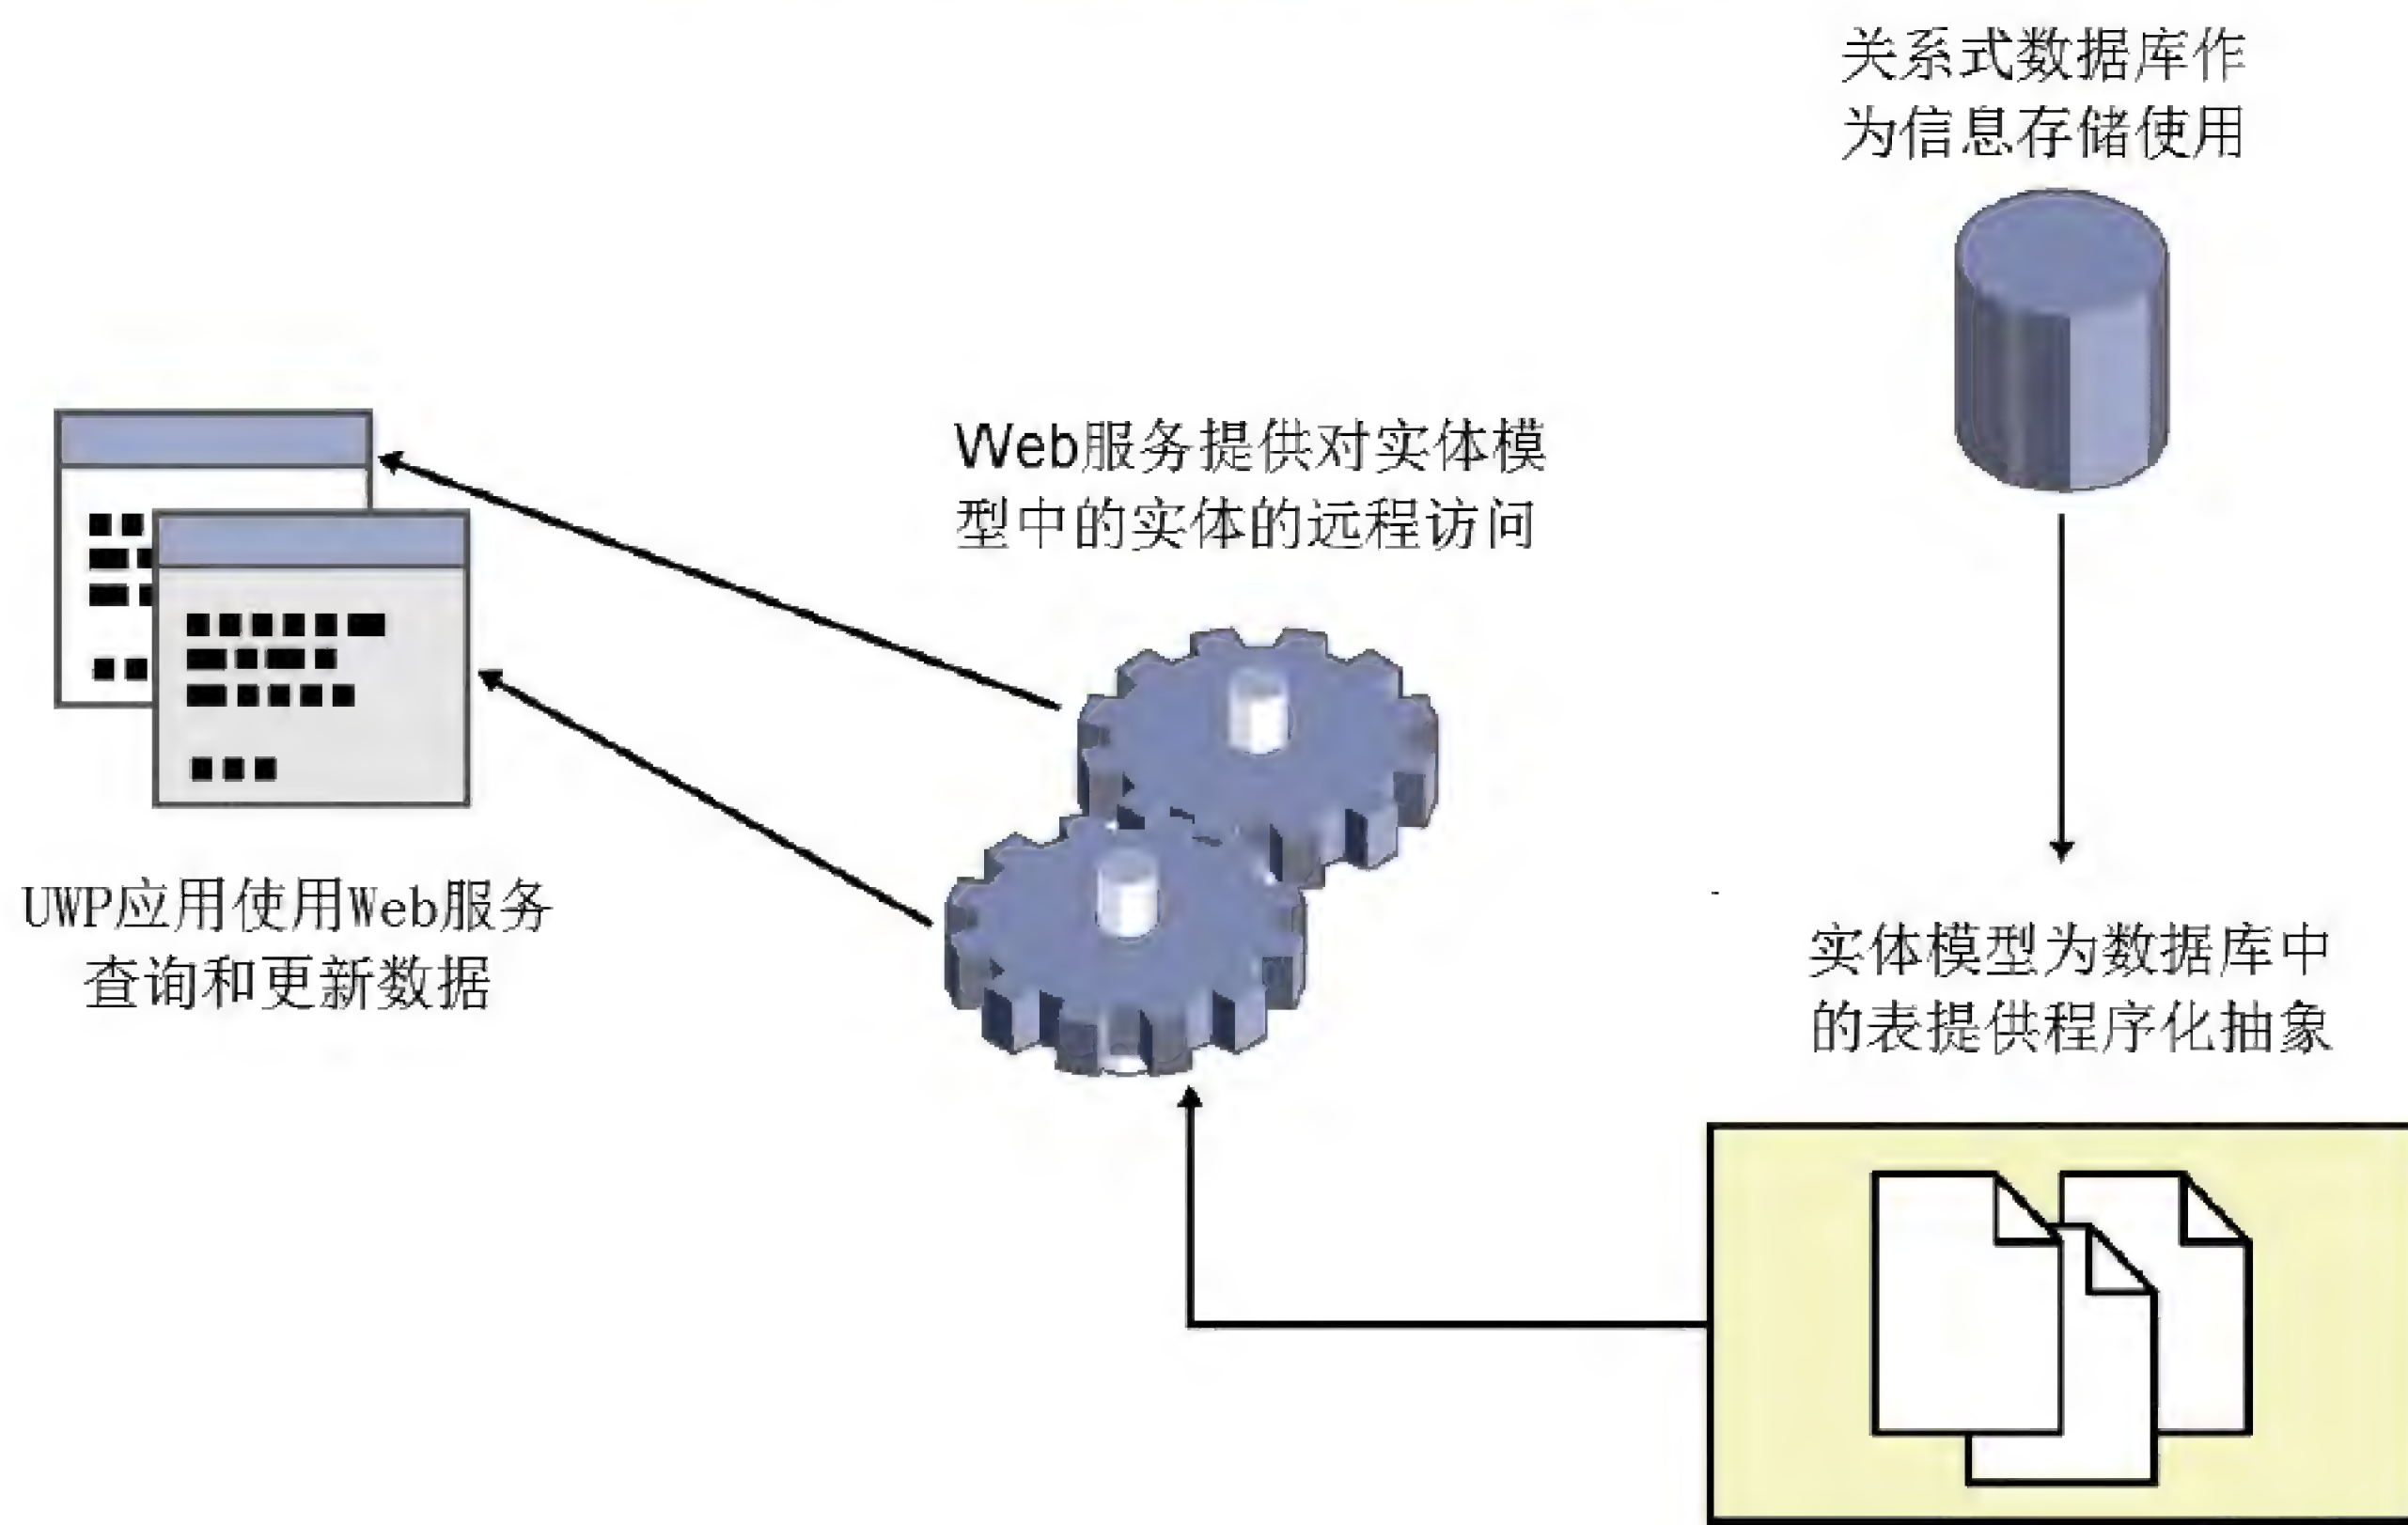 关系式数据库作
为信息存储使用
Web服务提供对实体模
型中的实体的远程访问
UWP应用使用Web服务
查询和更新数据
实体模型为数据库中
的表提供程序化抽象